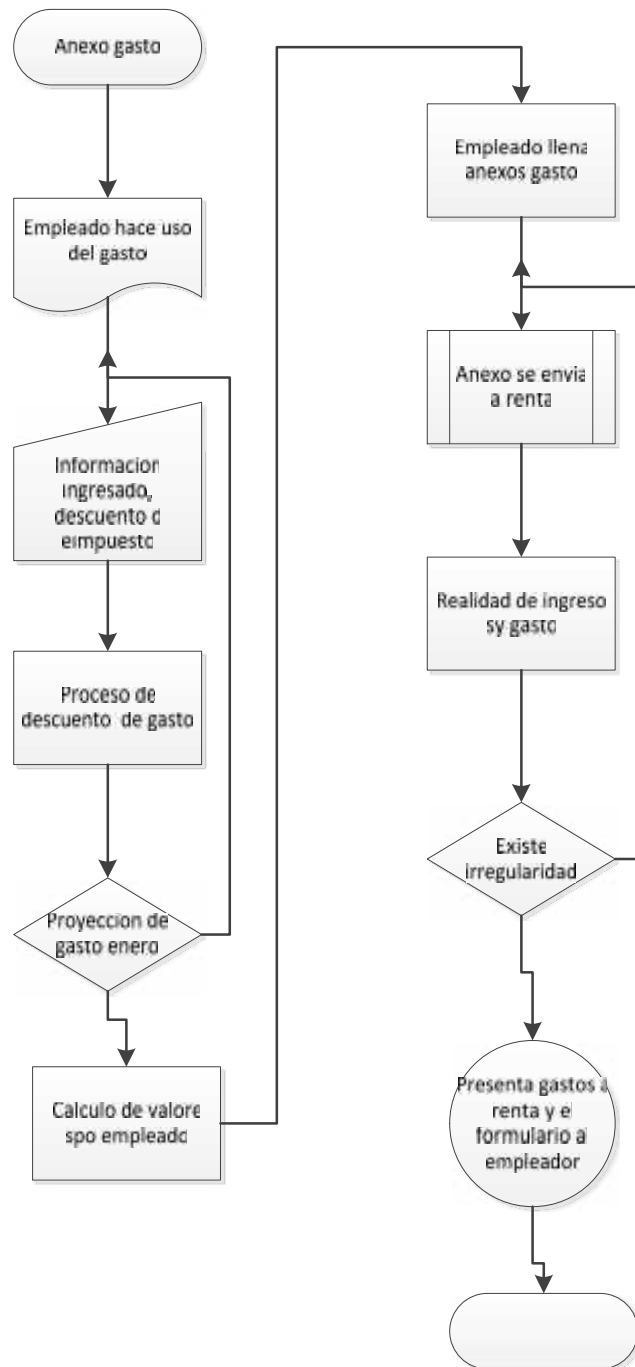 Anexo gasto
Empleado hace uso
del gasto
Informacion
ingresado,
descuento d
eimpuesto
Proceso de
descuento de gasto
Proyeccion de
gasto enero
Calculo de valore
spo empleado
Empleado llena
anexos gasto
Anexo se envia
a renta
Realidad de ingreso
sy gasto
Existe
irregularidad
Presenta gastos a
renta y el
formulario al
empleador